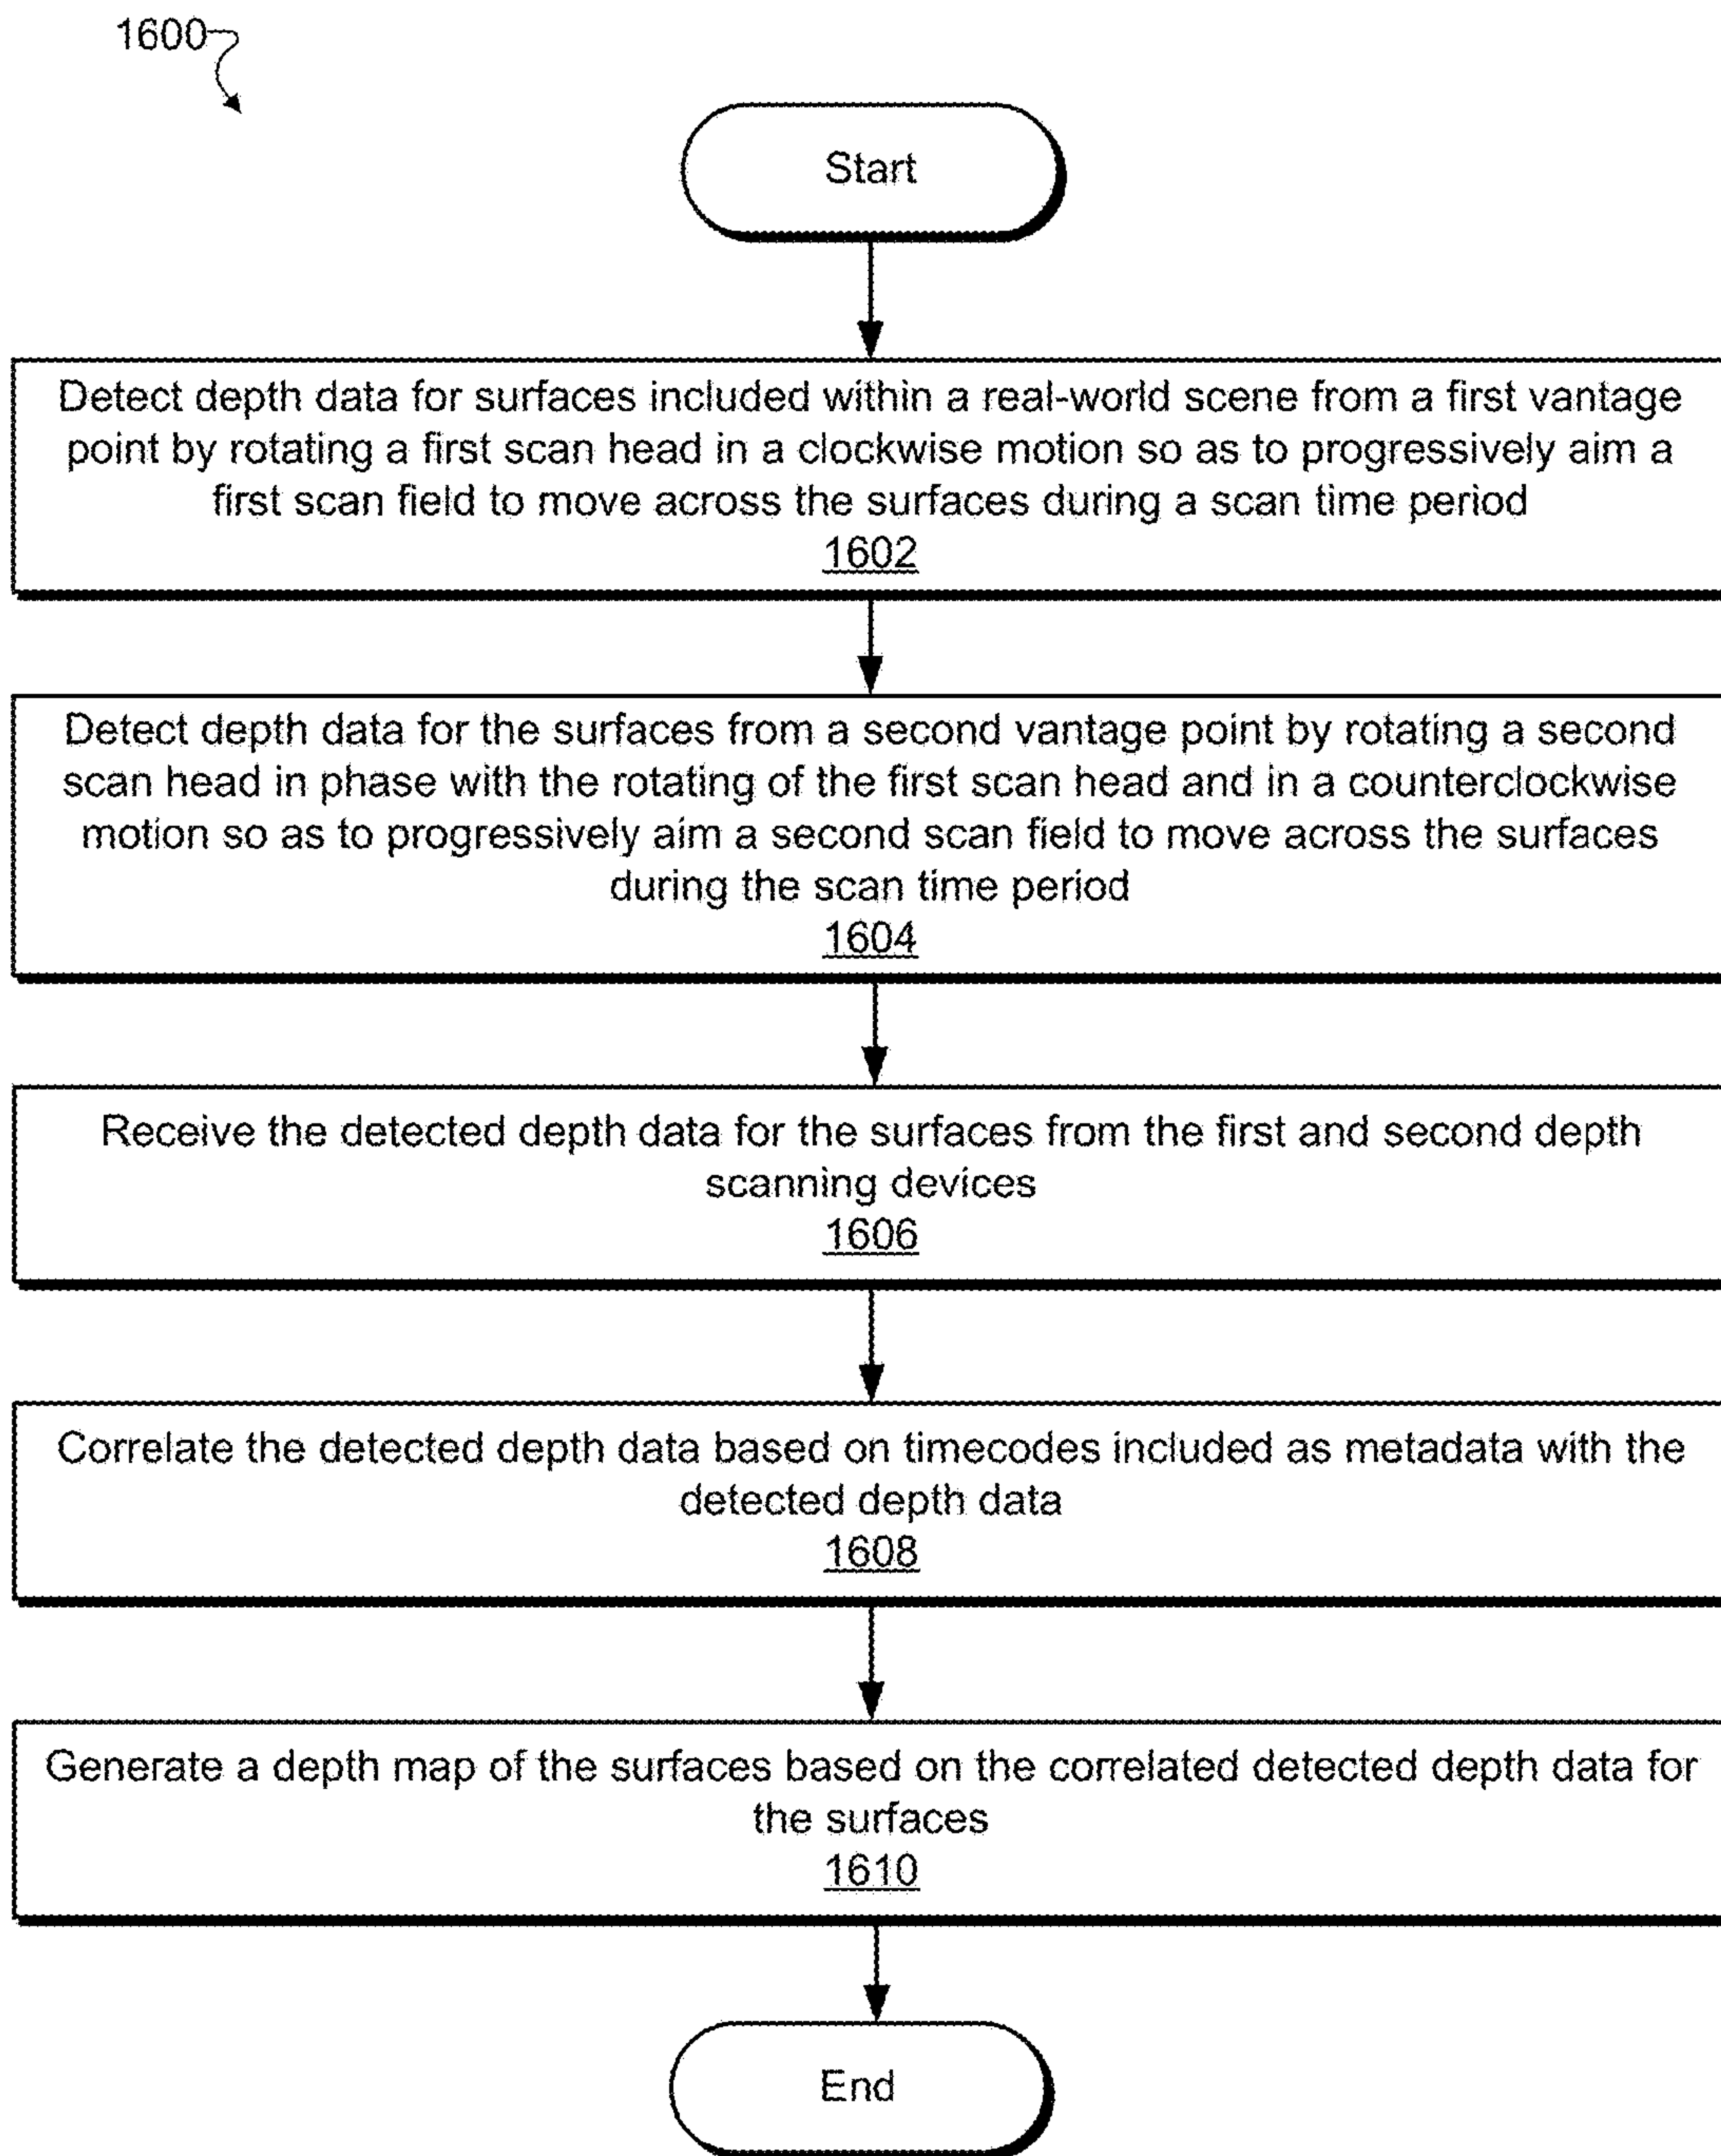 1600
Start
Detect depth data for surfaces included within a real-world scene from a first vantage
point by rotating a first scan head in a clockwise motion so as to progressively aim a
first scan field to move across the surfaces during a scan time period
1602
Detect depth data for the surfaces from a second vantage point by rotating a second
scan head in phase with the rotating of the first scan head and in a counterclockwise
motion so as to progressively aim a second scan field to move across the surfaces
during the scan time period
1604
Receive the detected depth data for the surfaces from the first and second depth
scanning devices
1606
Correlate the detected depth data based on timecodes included as metadata with the
detected depth data
1608
Generate a depth map of the surfaces based on the correlated detected depth data for
the surfaces
1610
End